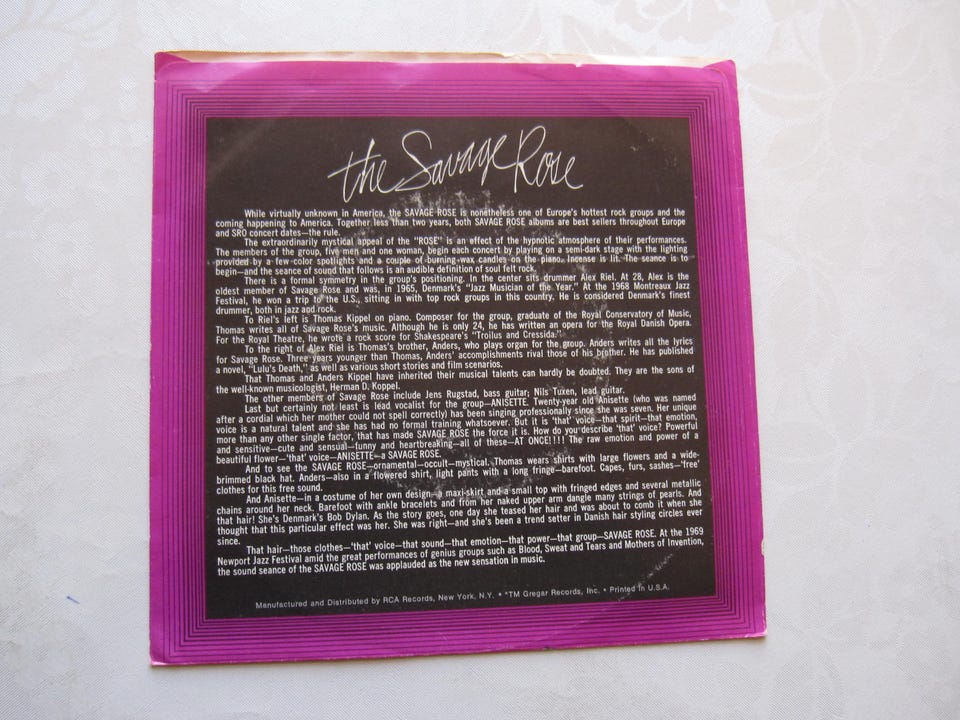 the Savage Rose
While virtually unknown in America, the SAVAGE ROSE is nonetheless one of Europe's hottest rock groups and the
coming happening to America. Together less than two years, both SAVAGE ROSE albums are best sellers throughout Europe
and SRO concert dates—the rule.
The extraordinarily mystical appeal of the "ROSE" is an effect of the hypnotic atmosphere of their performances.
The members of the group, five men and one woman, begin each concert by playing on a semi-dark stage with the lighting
provided by a few color spotlights and a couple of burning-wax candles on the piano. Incense is lit. The seance is to
begin—and the seance of sound that follows is an audible definition of soul felt rock.
There is a formal symmetry in the group's positioning. In the center sits drummer Alex Riel. At 28, Alex is the
oldest member of Savage Rose and was, in 1965, Denmark's "Jazz Musician of the Year." At the 1968 Montreaux Jazz
Festival, he won a trip to the U.S., sitting in with top rock groups in this country. He is considered Denmark's finest
drummer, both in jazz and rock.
To Riel's left is Thomas Kippel on piano. Composer for the group, graduate of the Royal Conservatory of Music,
Thomas writes all of Savage Rose's music. Although he is only 24, he has written an opera for the Royal Danish Opera.
For the Royal Theatre, he wrote a rock score for Shakespeare's "Troilus and Cressida."
To the right of Alex Riel is Thomas's brother, Anders, who plays organ for the group. Anders writes all the lyrics
for Savage Rose. Three years younger than Thomas, Anders' accomplishments rival those of his brother. He has published
a novel, "Lulu's Death," as well as various short stories and film scenarios.
That Thomas and Anders Kippel have inherited their musical talents can hardly be doubted. They are the sons of
the well-known musicologist, Herman D. Koppel.
The other members of Savage Rose include Jens Rugstad, bass guitar; Nils Tuxen, lead guitar.
Last but certainly not least is lead vocalist for the group—ANISETTE. Twenty-year old Anisette (who was named
after a cordial which her mother could not spell correctly) has been singing professionally since she was seven. Her unique
voice is a natural talent and she has had no formal training whatsoever. But it is 'that' voice—that spirit—that emotion,
more than any other single factor, that has made SAVAGE ROSE the force it is. How do you describe 'that' voice? Powerful
and sensitive—cute and sensual—funny and heartbreaking—all of these—AT ONCE!!!! The raw emotion and power of a
beautiful flower—'that' voice—ANISETTE—a SAVAGE ROSE.
And to see the SAVAGE ROSE—ornamental—occult—mystical. Thomas wears shirts with large flowers and a wide-
brimmed black hat. Anders—also in a flowered shirt, light pants with a long fringe—barefoot. Capes, furs, sashes—'free'
clothes for this free sound.
And Anisette—in a costume of her own design—a maxi-skirt and a small top with fringed edges and several metallic
chains around her neck. Barefoot with ankle bracelets and from her naked upper arm dangle many strings of pearls. And
that hair! She's Denmark's Bob Dylan. As the story goes, one day she teased her hair and was about to comb it when she
thought that this particular effect was her. She was right—and she's been a trend setter in Danish hair styling circles ever
since.
That hair—those clothes—'that' voice—that sound—that emotion—that power—that group—SAVAGE ROSE. At the 1969
Newport Jazz Festival amid the great performances of genius groups such as Blood, Sweat and Tears and Mothers of Invention,
the sound seance of the SAVAGE ROSE was applauded as the new sensation in music.
Manufactured and Distributed by RCA Records, New York, N.Y. • *TM Gregar Records, Inc. • Printed in U.S.A.